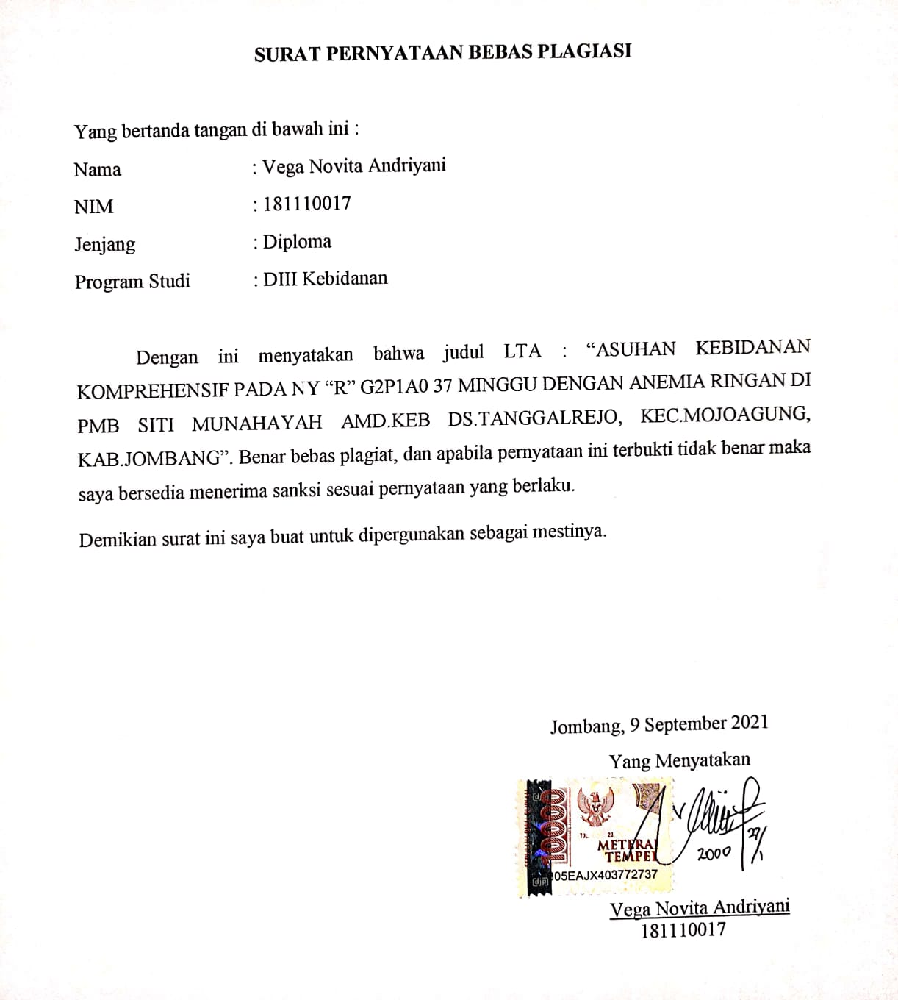 SURAT PERNYATAAN BEBAS PLAGIASI
Yang bertanda tangan di bawah ini :
Nama : Vega Novita Andriyani
NIM : 181110017
Jenjang : Diploma
Program Studi : DIII Kebidanan
Dengan ini menyatakan bahwa judul LTA : “ASUHAN KEBIDANAN
KOMPREHENSIF PADA NY “R” G2P1A0 37 MINGGU DENGAN ANEMIA RINGAN DI
PMB SITI MUNAHAYAH AMD.KEB DS.TANGGALREJO, KEC.MOJOAGUNG,
KAB.JOMBANG”. Benar bebas plagiat, dan apabila pernyataan ini terbukti tidak benar maka
saya bersedia menerima sanksi sesuai pernyataan yang berlaku.
Demikian surat ini saya buat untuk dipergunakan sebagai mestinya.
Jombang, 9 September 2021
Yang Menyatakan
10000
TGL. 20
METERAI
TEMPEL
05EAJX403772737
2000 27/1
Vega Novita Andriyani
181110017